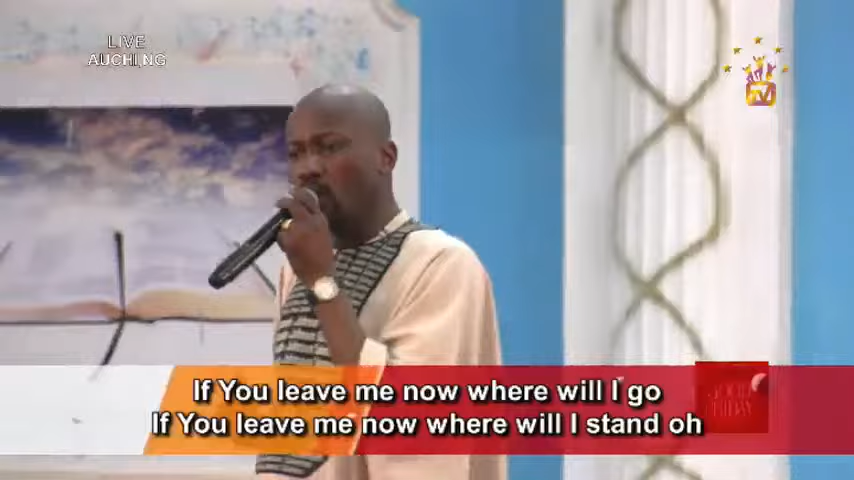 LIVE
AUCHI, NG
TV
If You leave me now where will I go
If You leave me now where will I stand oh